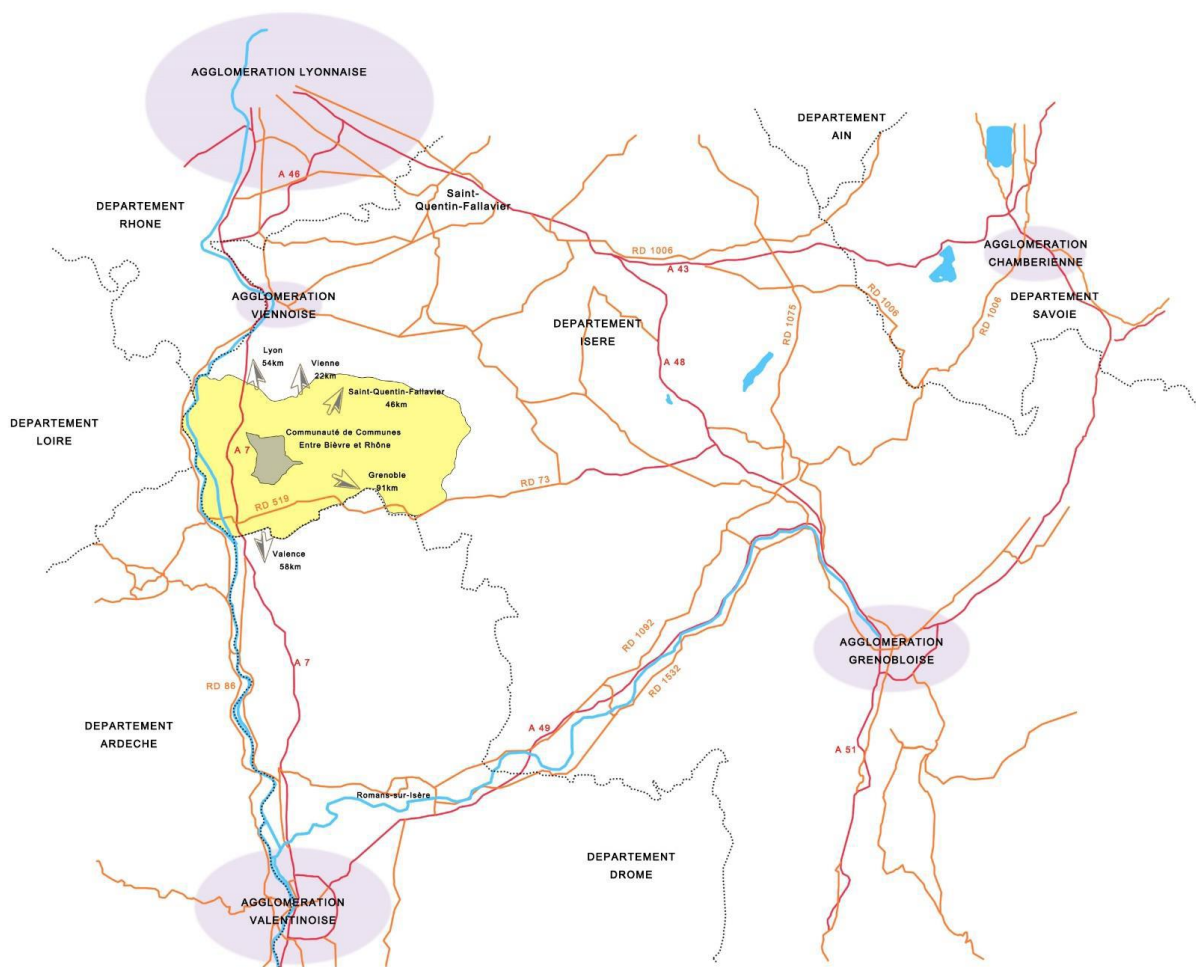 AGGLOMERATION LYONNAISE
DEPARTEMENT
AIN
A 46
Saint-
Quentin-Fallavier
DEPARTEMENT
RHONE
RD 1006
A 43
AGGLOMERATION
CHAMBERIENNE
AGGLOMERATION
VIENNOISE
RD 1006
RD 1006
DEPARTEMENT
SAVOIE
RD 1075
DEPARTEMENT
ISERE
Lyon
54km
Vienne
22km
A 48
Saint-Quentin-Fallavier
46km
DEPARTEMENT
LOIRE
Communauté de Communes
Entre Bièvre et Rhône
A 7
Grenoble
91km
RD 73
RD 519
Valence
58km
RD 1092
AGGLOMERATION
GRENOBLOISE
A 7
RD 86
RD 1532
DEPARTEMENT
ARDECHE
A 49
A 51
Romans-sur-Isère
DEPARTEMENT
DROME
AGGLOMERATION
VALENTINOISE